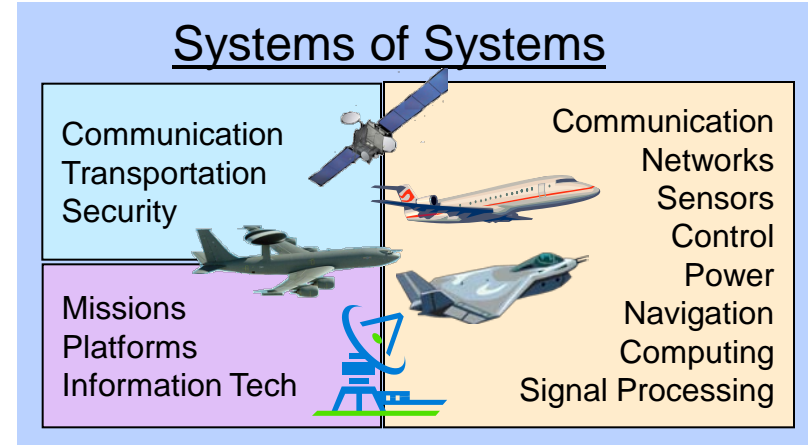 Systems of Systems
Communication
Transportation
Security
Missions
Platforms
Information Tech
Communication
Networks
Sensors
Control
Power
Navigation
Computing
Signal Processing